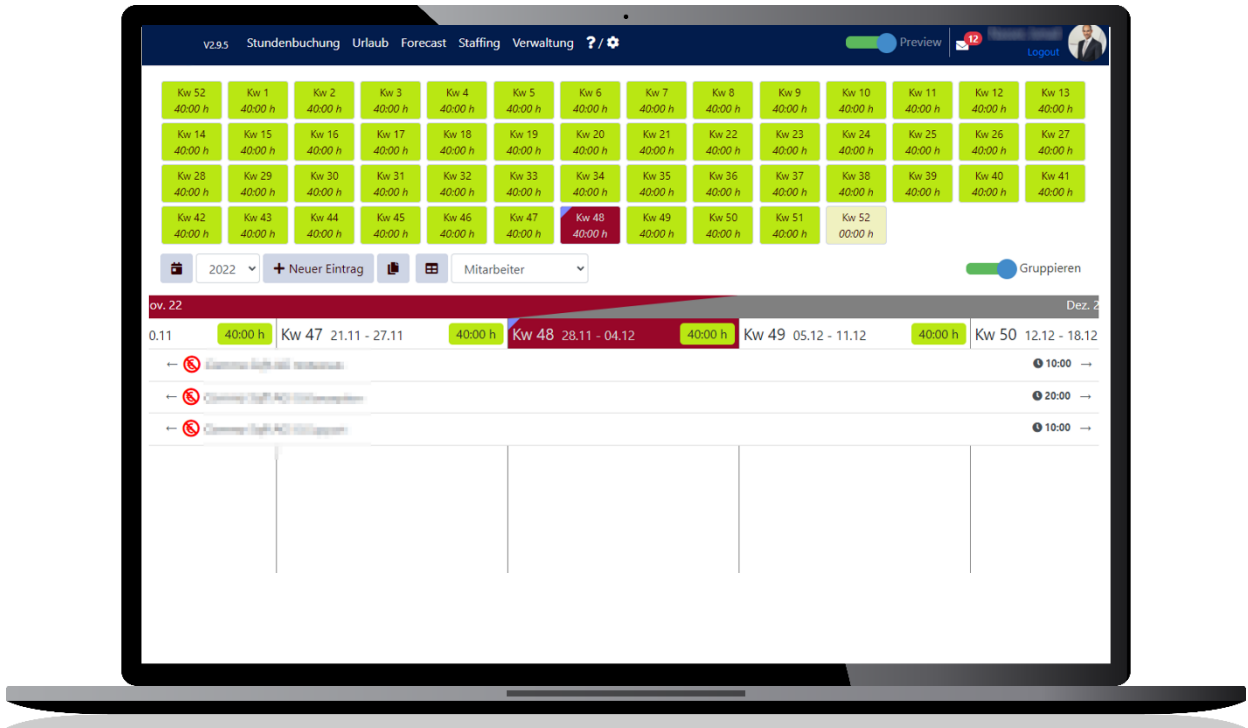 V2.9.5 Stundenbuchung Urlaub Forecast Staffing Verwaltung ? / Preview 12
Logout
Kw 52 Kw 1 Kw 2 Kw 3 Kw 4 Kw 5 Kw 6 Kw 7 Kw 8 Kw 9 Kw 10 Kw 11 Kw 12 Kw 13
40:00 h 40:00 h 40:00 h 40:00 h 40:00 h 40:00 h 40:00 h 40:00 h 40:00 h 40:00 h 40:00 h 40:00 h 40:00 h 40:00 h
Kw 14 Kw 15 Kw 16 Kw 17 Kw 18 Kw 19 Kw 20 Kw 21 Kw 22 Kw 23 Kw 24 Kw 25 Kw 26 Kw 27
40:00 h 40:00 h 40:00 h 40:00 h 40:00 h 40:00 h 40:00 h 40:00 h 40:00 h 40:00 h 40:00 h 40:00 h 40:00 h 40:00 h
Kw 28 Kw 29 Kw 30 Kw 31 Kw 32 Kw 33 Kw 34 Kw 35 Kw 36 Kw 37 Kw 38 Kw 39 Kw 40 Kw 41
40:00 h 40:00 h 40:00 h 40:00 h 40:00 h 40:00 h 40:00 h 40:00 h 40:00 h 40:00 h 40:00 h 40:00 h 40:00 h 40:00 h
Kw 42 Kw 43 Kw 44 Kw 45 Kw 46 Kw 47 Kw 48 Kw 49 Kw 50 Kw 51 Kw 52
40:00 h 40:00 h 40:00 h 40:00 h 40:00 h 40:00 h 40:00 h 40:00 h 40:00 h 40:00 h 00:00 h
2022 + Neuer Eintrag Mitarbeiter Gruppieren
ov. 22 Dez. 2
0.11 40:00 h Kw 47 21.11 - 27.11 40:00 h Kw 48 28.11 - 04.12 40:00 h Kw 49 05.12 - 11.12 40:00 h Kw 50 12.12 - 18.12
← 10:00 →
← 20:00 →
← 10:00 →